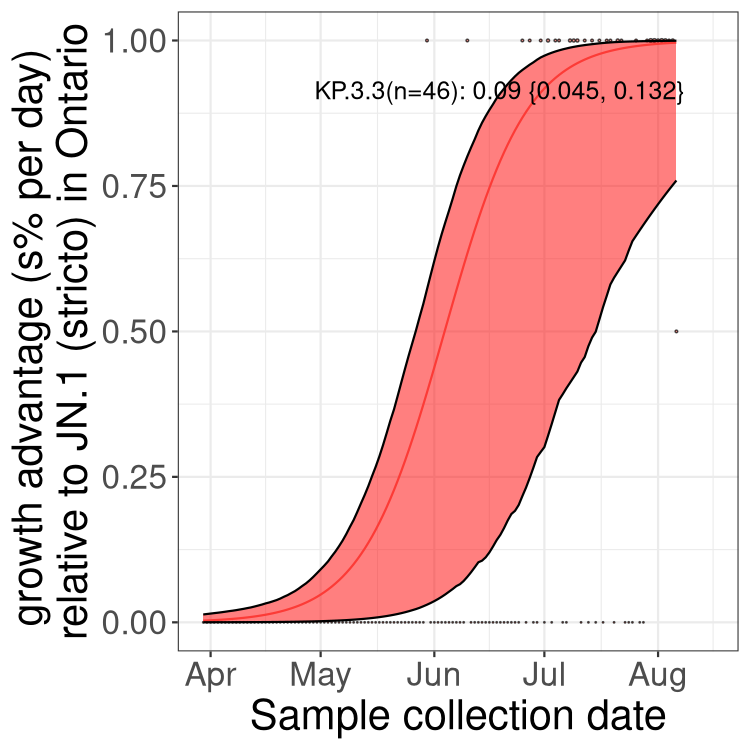 growth advantage (s% per day)
relative to JN.1 (stricto) in Ontario
1.00
0.75
0.50
0.25
0.00
KP.3.3(n=46): 0.09 {0.045, 0.132}
Apr May Jun Jul Aug
Sample collection date